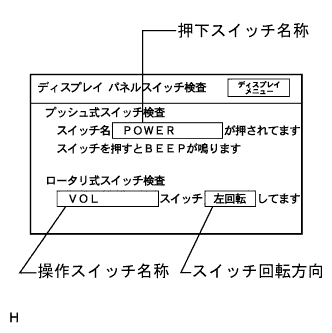 押下スイッチ名称
ディスプレイ パネルスイッチ検査
ディスプレイ
メニュー
プッシュ式スイッチ検査
スイッチ名 POWER が押されてます
スイッチを押すとBEEPが鳴ります
ロータリ式スイッチ検査
VOL スイッチ 左回転 してます
操作スイッチ名称
スイッチ回転方向
H